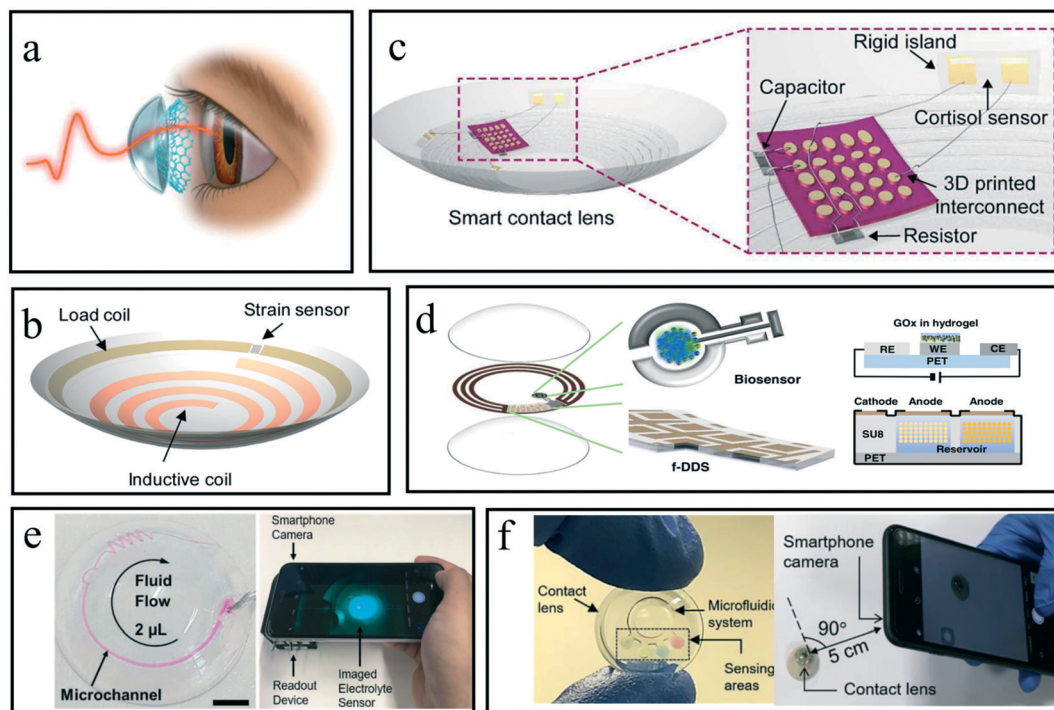 a
c
Rigid island
Capacitor
Cortisol sensor
3D printed
interconnect
Resistor
Smart contact lens
b
Load coil
Strain sensor
Inductive coil
d
Biosensor
f-DDS
GOx in hydrogel
RE
WE
CE
PET
Cathode
Anode
Anode
SU8
Reservoir
PET
e
Fluid
Flow
2 µL
Microchannel
Smartphone
Camera
Readout
Device
Imaged
Electrolyte
Sensor
f
Contact
lens
Microfluidic
system
Sensing
areas
Smartphone
camera
90°
5 cm
Contact lens